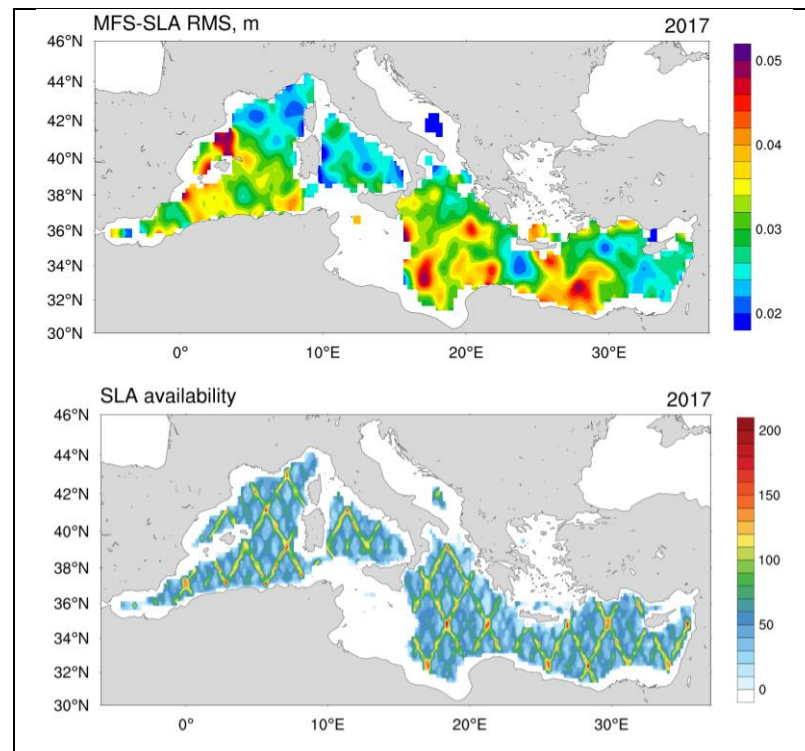 MFS-SLA RMS, m 2017
46°N
44°N
42°N
40°N
38°N
36°N
34°N
32°N
30°N
0° 10°E 20°E 30°E
0.05
0.04
0.03
0.02
SLA availability 2017
46°N
44°N
42°N
40°N
38°N
36°N
34°N
32°N
30°N
0° 10°E 20°E 30°E
200
150
100
50
0